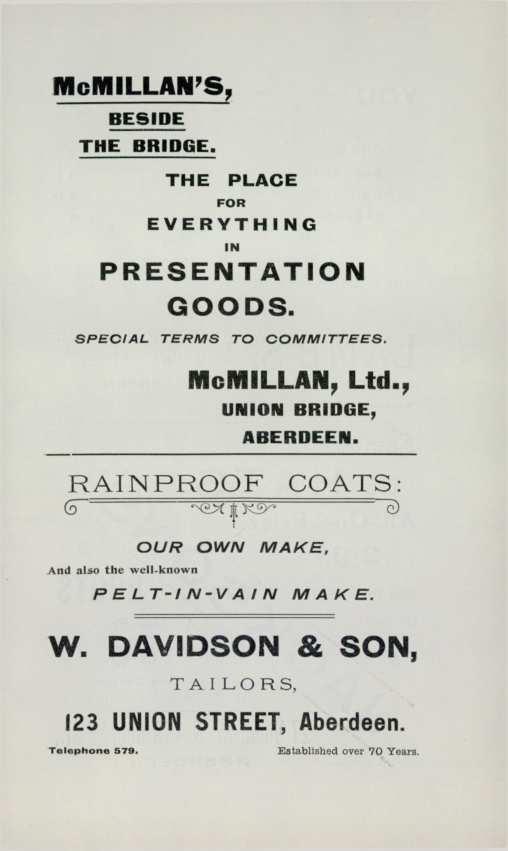 McMILLAN'S,
BESIDE
THE BRIDGE.
THE PLACE
FOR
EVERYTHING
IN
PRESENTATION
GOODS.
SPECIAL TERMS TO COMMITTEES.
McMILLAN, Ltd.,
UNION BRIDGE,
ABERDEEN.
RAINPROOF COATS:
OUR OWN MAKE,
And also the well-known
PELT-IN-VAIN MAKE.
W. DAVIDSON & SON,
TAILORS,
123 UNION STREET, Aberdeen.
Telephone 579. Established over 70 Years.